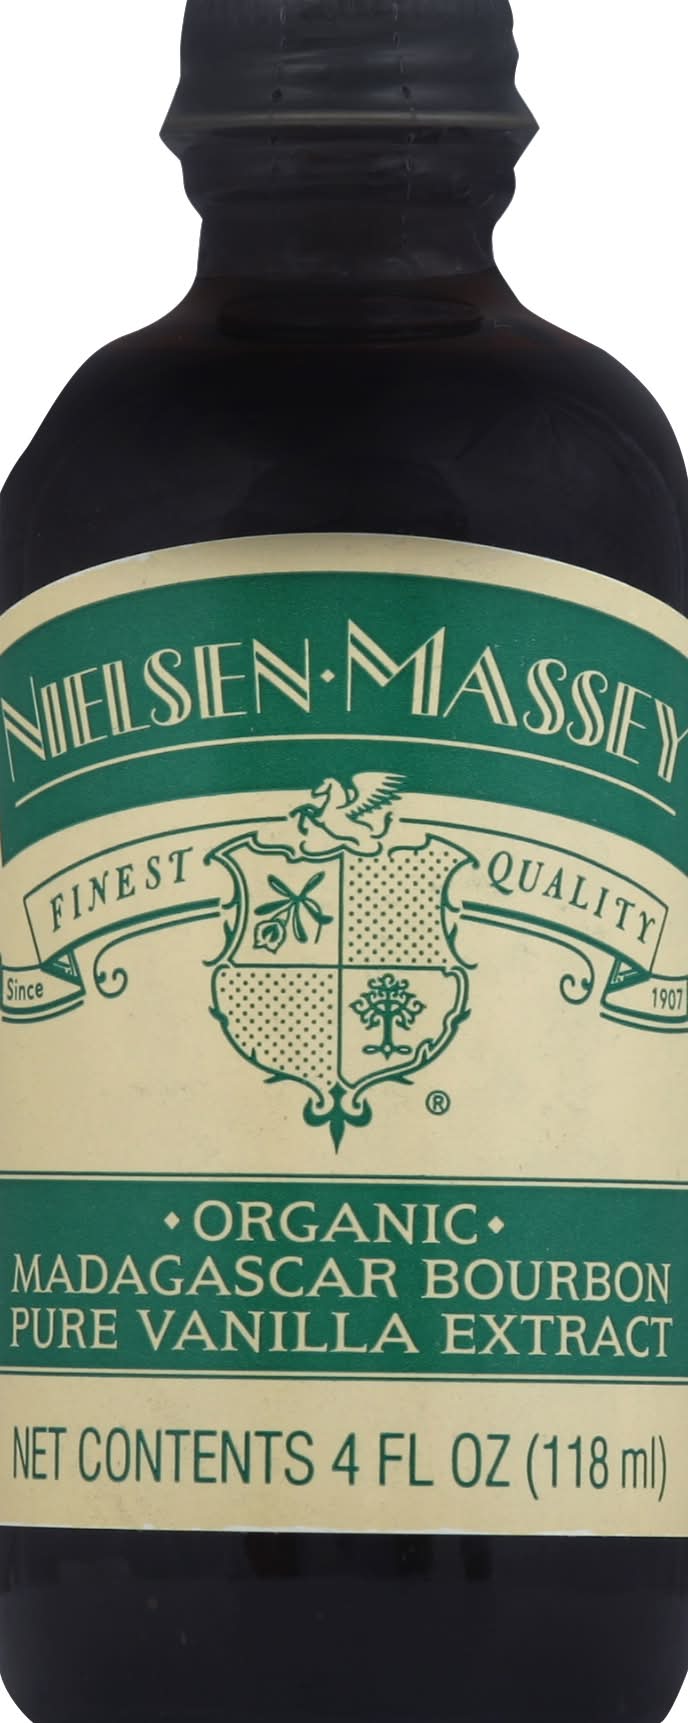 NIELSEN·MASSEY
FINEST QUALITY
Since 1907
®
·ORGANIC·
MADAGASCAR BOURBON
PURE VANILLA EXTRACT
NET CONTENTS 4 FL OZ (118 ml)